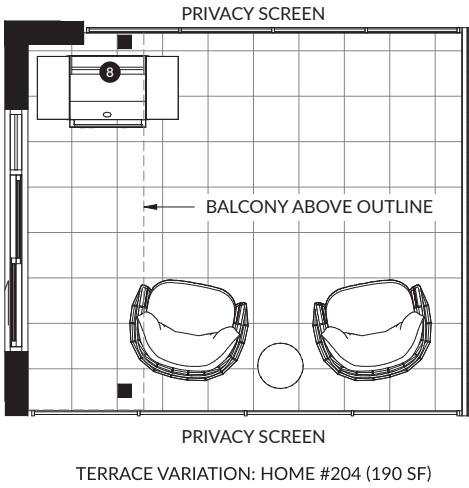 PRIVACY SCREEN
8
BALCONY ABOVE OUTLINE
PRIVACY SCREEN
TERRACE VARIATION: HOME #204 (190 SF)